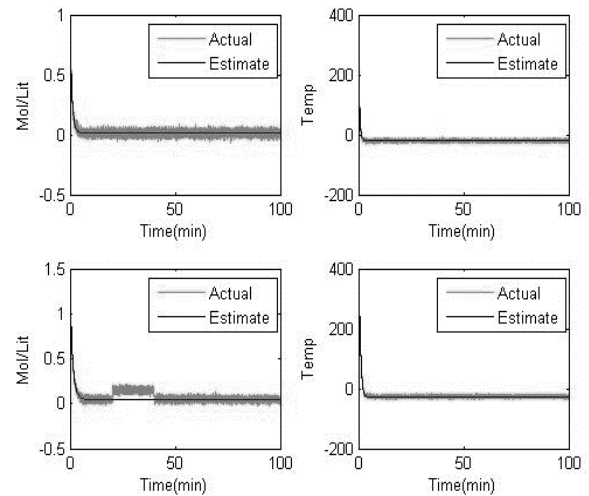 1
0.5
0
-0.5
Mol/Lit
0
50
100
Time(min)
Actual
Estimate
400
200
0
-200
Temp
0
50
100
Time(min)
Actual
Estimate
1.5
1
0.5
0
-0.5
Mol/Lit
0
50
100
Time(min)
Actual
Estimate
400
200
0
-200
Temp
0
50
100
Time(min)
Actual
Estimate